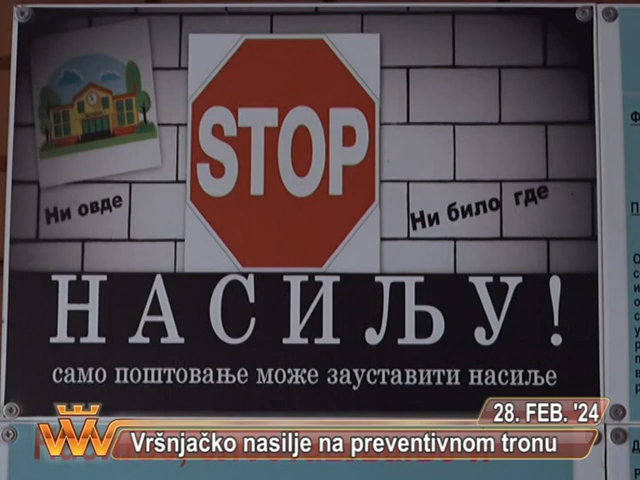 STOP
Ни овде
Ни било где
НАСИЉУ!
само поштовање може зауставити насиље
28. FEB. '24
Vršnjačko nasilje na preventivnom tronu